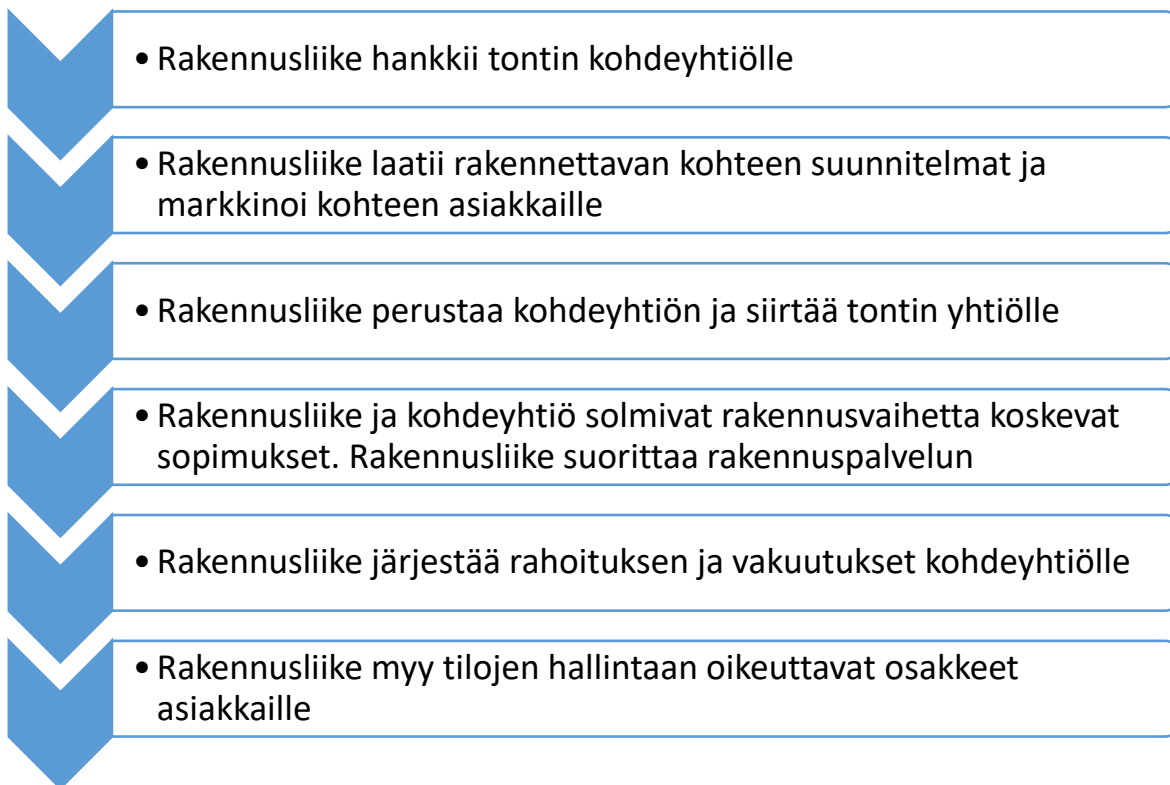 • Rakennusliike hankkii tontin kohdeyhtiölle
• Rakennusliike laatii rakennettavan kohteen suunnitelmat ja
markkinoi kohteen asiakkaille
• Rakennusliike perustaa kohdeyhtiön ja siirtää tontin yhtiölle
• Rakennusliike ja kohdeyhtiö solmivat rakennusvaihetta koskevat
sopimukset. Rakennusliike suorittaa rakennuspalvelun
• Rakennusliike järjestää rahoituksen ja vakuutukset kohdeyhtiölle
• Rakennusliike myy tilojen hallintaan oikeuttavat osakkeet
asiakkaille